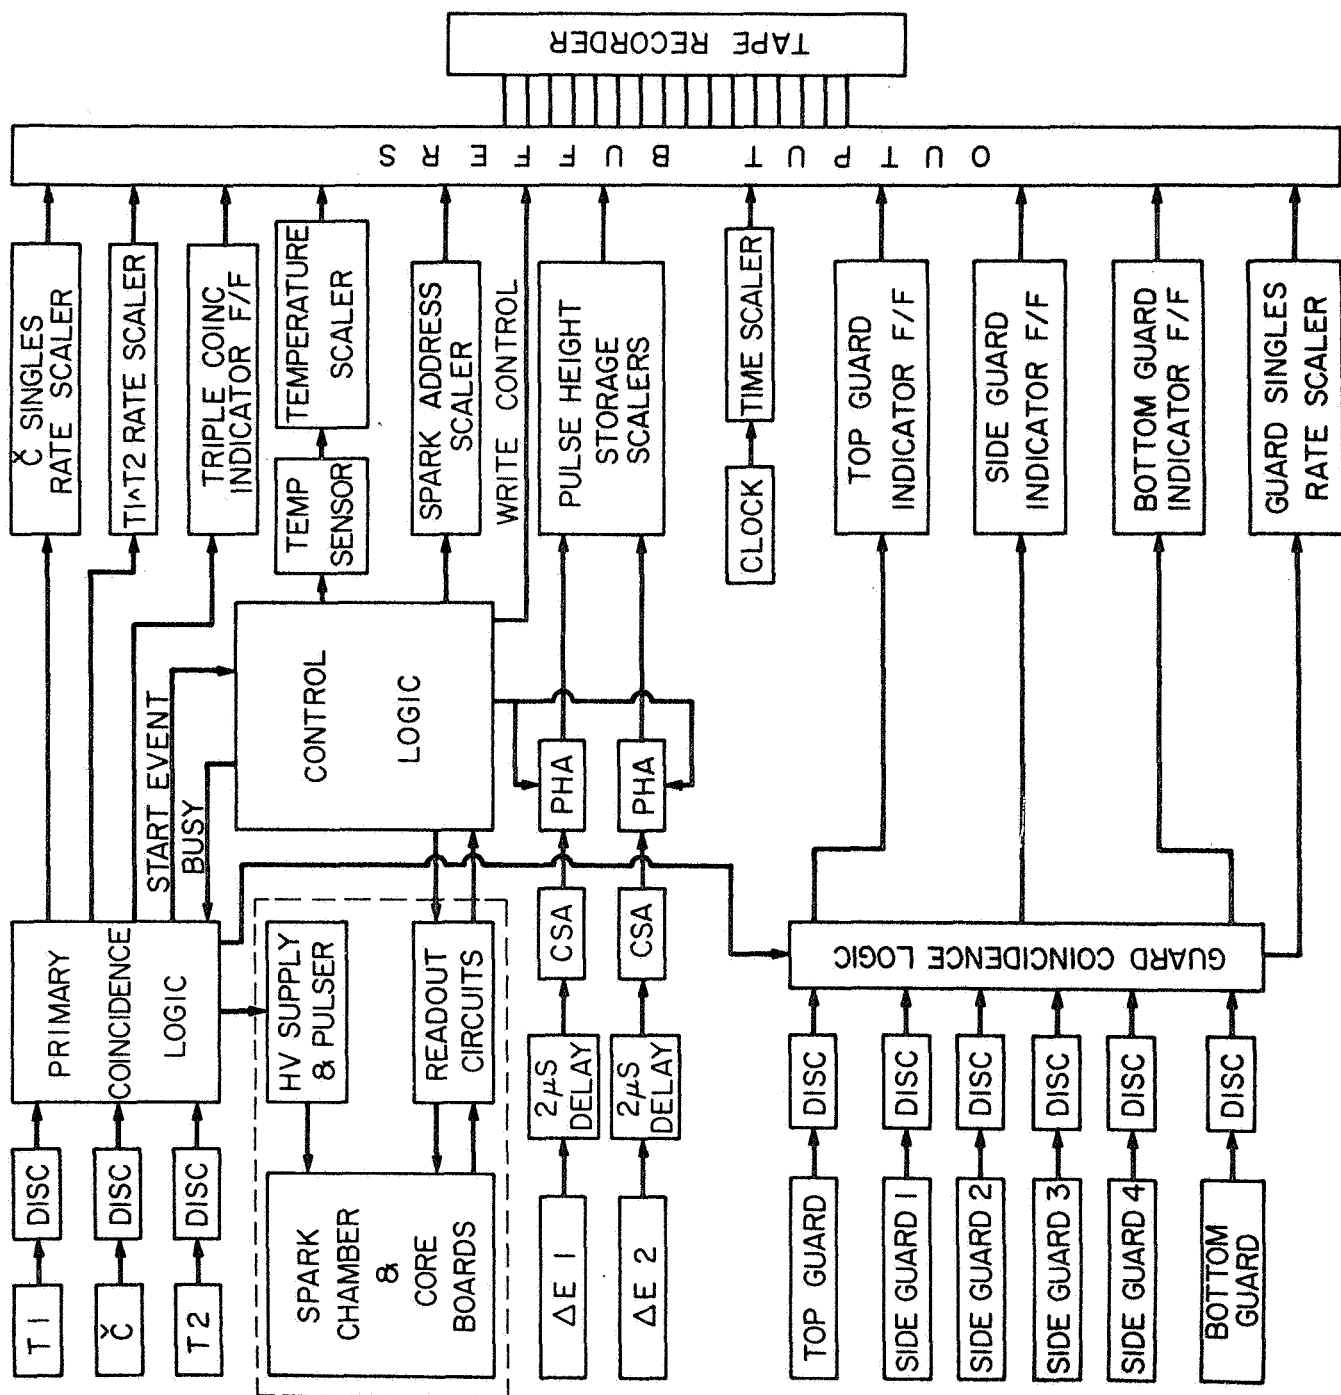 T1
DISC
Č
DISC
T2
DISC
PRIMARY
COINCIDENCE
LOGIC
START EVENT
BUSY
Č SINGLES
RATE SCALER
T1∧T2 RATE SCALER
TRIPLE COINC
INDICATOR F/F
TEMP
SENSOR
TEMPERATURE
SCALER
CONTROL
LOGIC
SPARK ADDRESS
SCALER
WRITE CONTROL
HV SUPPLY
& PULSER
READOUT
CIRCUITS
SPARK
CHAMBER
&
CORE
BOARDS
ΔE 1
2μS
DELAY
CSA
PHA
ΔE 2
2μS
DELAY
CSA
PHA
PULSE HEIGHT
STORAGE
SCALERS
CLOCK
TIME SCALER
TOP GUARD
DISC
SIDE GUARD 1
DISC
SIDE GUARD 2
DISC
SIDE GUARD 3
DISC
SIDE GUARD 4
DISC
BOTTOM
GUARD
DISC
GUARD COINCIDENCE LOGIC
TOP GUARD
INDICATOR F/F
SIDE GUARD
INDICATOR F/F
BOTTOM GUARD
INDICATOR F/F
GUARD SINGLES
RATE SCALER
OUTPUT BUFFERS
TAPE RECORDER